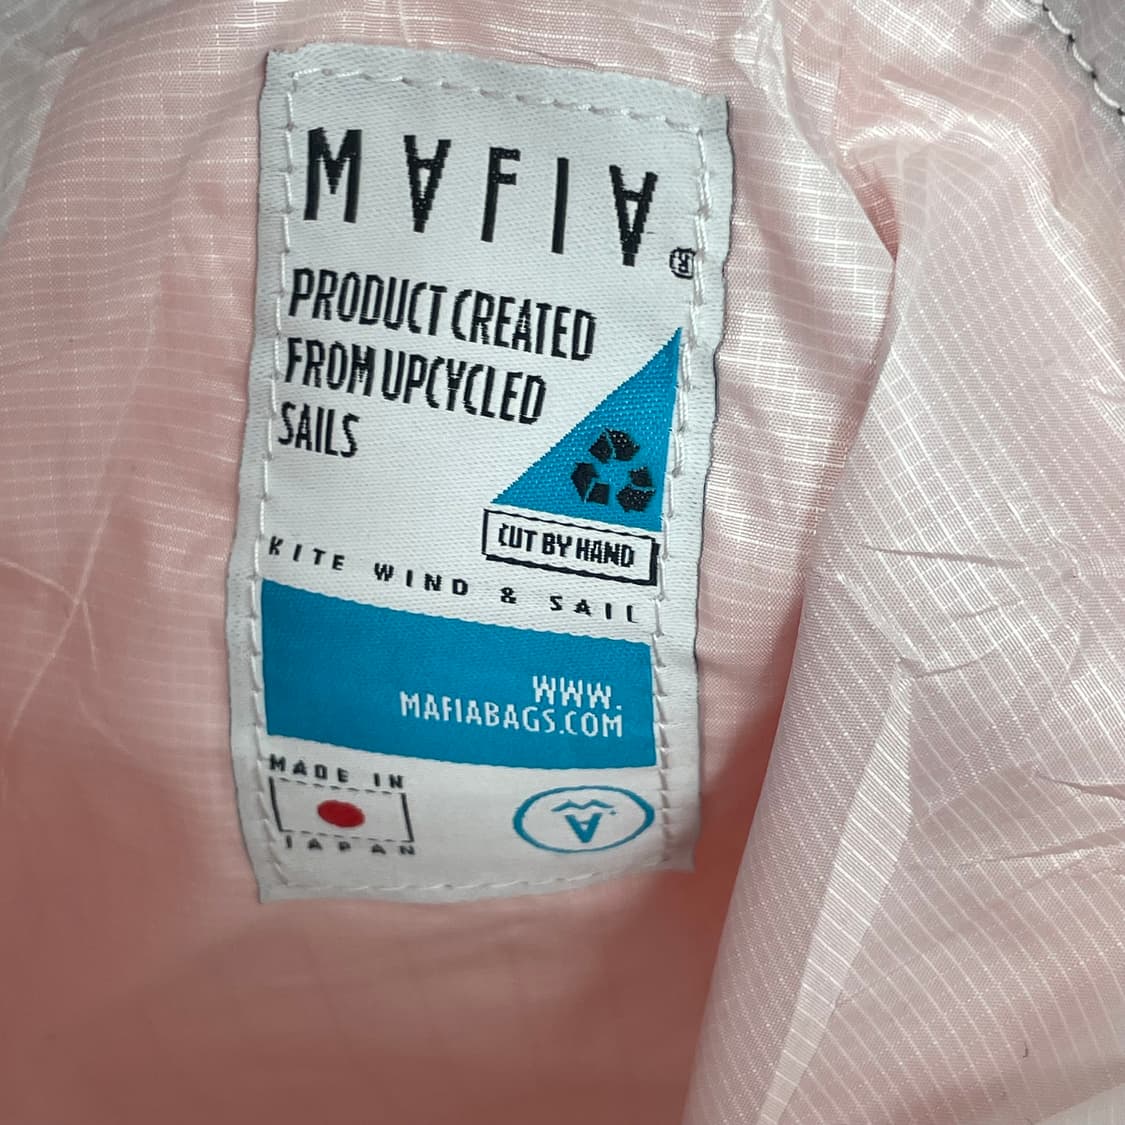 MAFIA®
PRODUCT CREATED
FROM UPCYCLED
SAILS
CUT BY HAND
KITE WIND & SAIL
WWW.
MAFIABAGS.COM
MADE IN
JAPAN